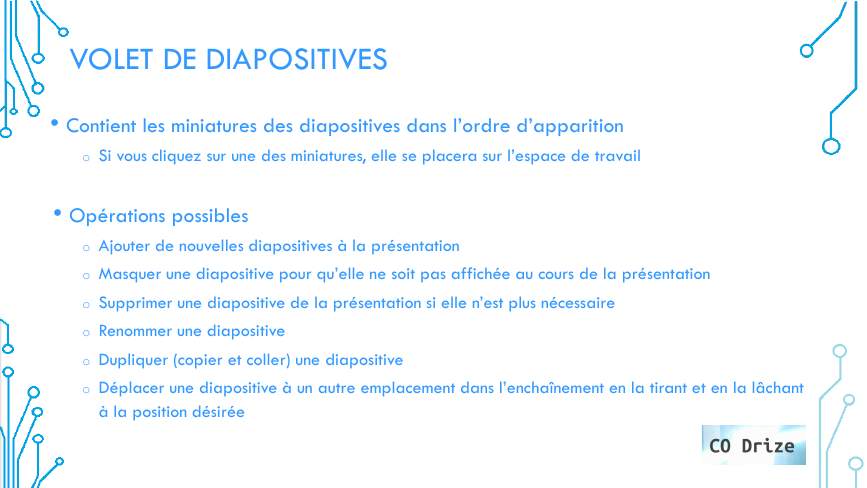 VOLET DE DIAPOSITIVES
• Contient les miniatures des diapositives dans l'ordre d'apparition
o Si vous cliquez sur une des miniatures, elle se placera sur l'espace de travail
• Opérations possibles
o Ajouter de nouvelles diapositives à la présentation
o Masquer une diapositive pour qu'elle ne soit pas affichée au cours de la présentation
o Supprimer une diapositive de la présentation si elle n'est plus nécessaire
o Renommer une diapositive
o Dupliquer (copier et coller) une diapositive
o Déplacer une diapositive à un autre emplacement dans l'enchaînement en la tirant et en la lâchant
à la position désirée
CO Drize